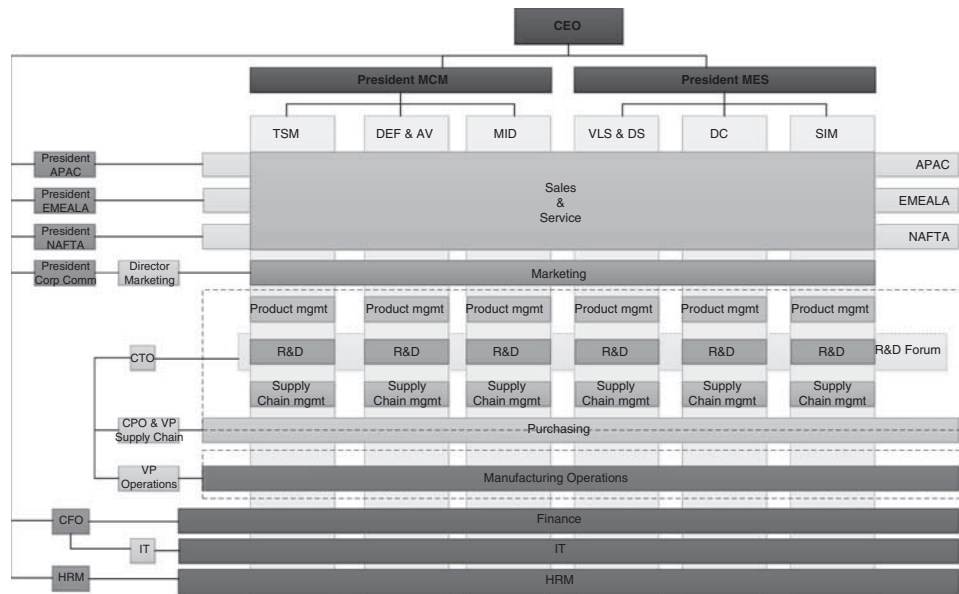 CEO
President MCM
President MES
TSM
DEF & AV
MID
VLS & DS
DC
SIM
President
APAC
Sales
&
Service
APAC
President
EMEALA
EMEALA
President
NAFTA
NAFTA
President
Corp Comm
Director
Marketing
Marketing
Product mgmt
Product mgmt
Product mgmt
Product mgmt
Product mgmt
Product mgmt
CTO
R&D
R&D
R&D
R&D
R&D
R&D
R&D Forum
Supply
Chain mgmt
Supply
Chain mgmt
Supply
Chain mgmt
Supply
Chain mgmt
Supply
Chain mgmt
Supply
Chain mgmt
CPO & VP
Supply Chain
Purchasing
VP
Operations
Manufacturing Operations
CFO
Finance
IT
IT
HRM
HRM